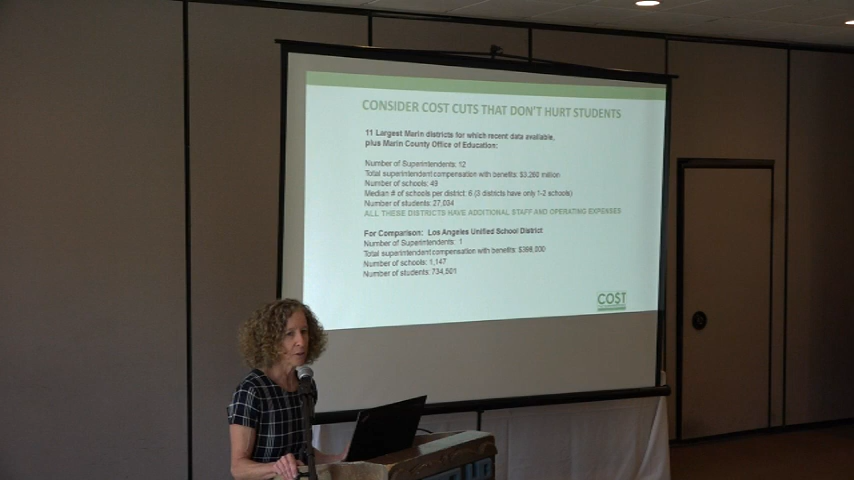 CONSIDER COST CUTS THAT DON'T HURT STUDENTS
11 Largest Marin districts for which recent data available,
plus Marin County Office of Education:
Number of Superintendents: 12
Total superintendent compensation with benefits: $3.260 million
Number of schools: 49
Median # of schools per district: 6 (3 districts have only 1-2 schools)
Number of students: 27,034
ALL THESE DISTRICTS HAVE ADDITIONAL STAFF AND OPERATING EXPENSES
For Comparison: Los Angeles Unified School District
Number of Superintendents: 1
Total superintendent compensation with benefits:
Number of schools: 1,147
Number of students: 734,501
CO$T